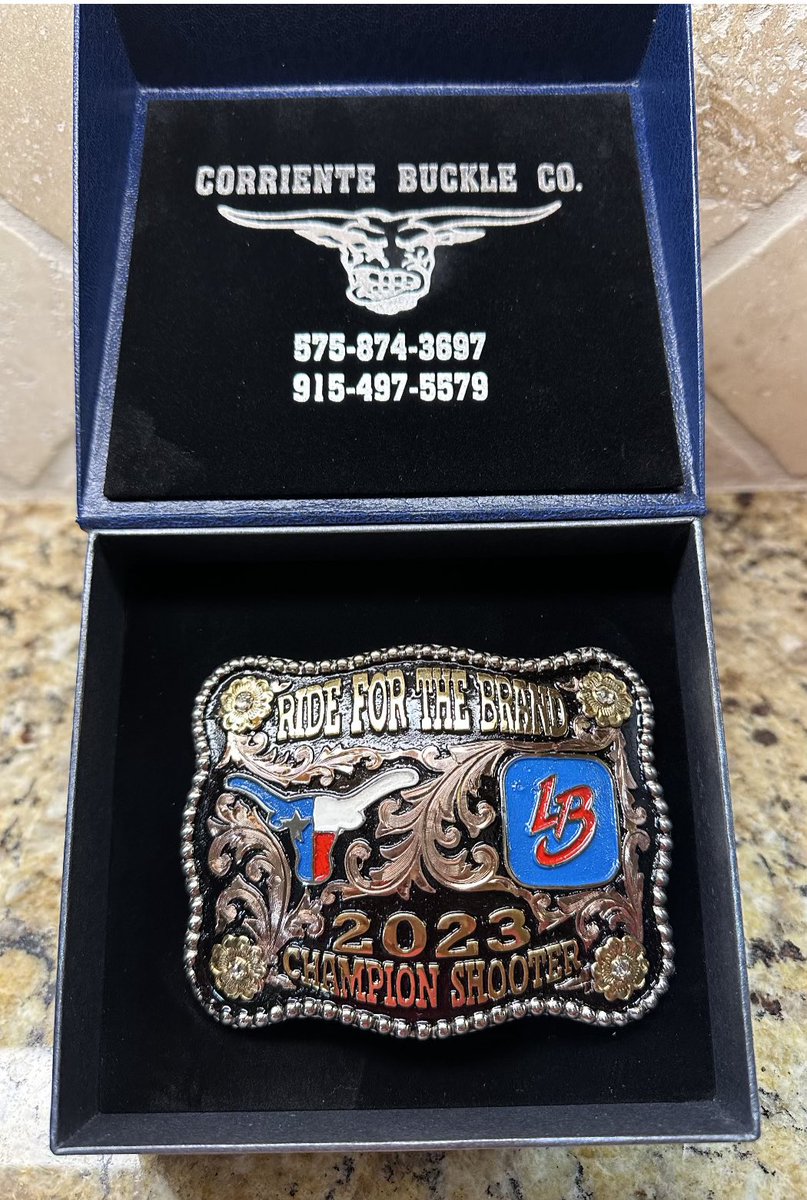 CORRIENTE BUCKLE CO.
575-874-3697
915-497-5579
RIDE FOR THE BRAND
LB
2023
CHAMPION SHOOTER